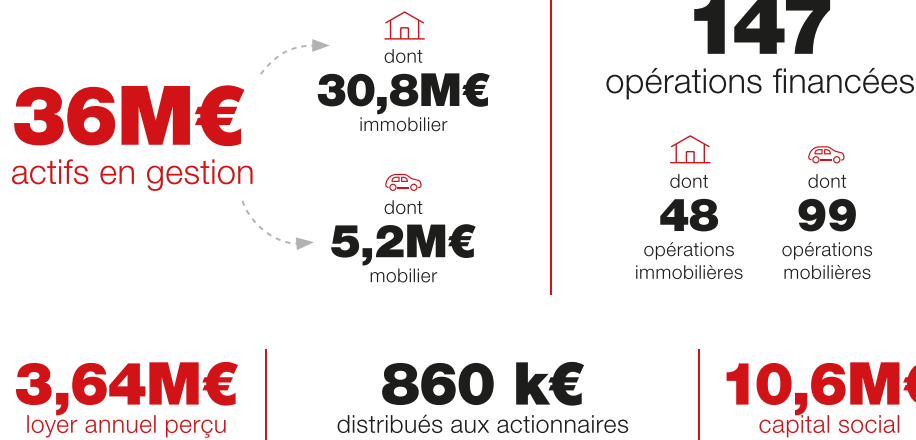 36M€
actifs en gestion
dont
30,8M€
immobilier
dont
5,2M€
mobilier
147
opérations financées
dont
48
opérations
immobilières
dont
99
opérations
mobilières
3,64M€
loyer annuel perçu
860 k€
distribués aux actionnaires
10,6M€
capital social